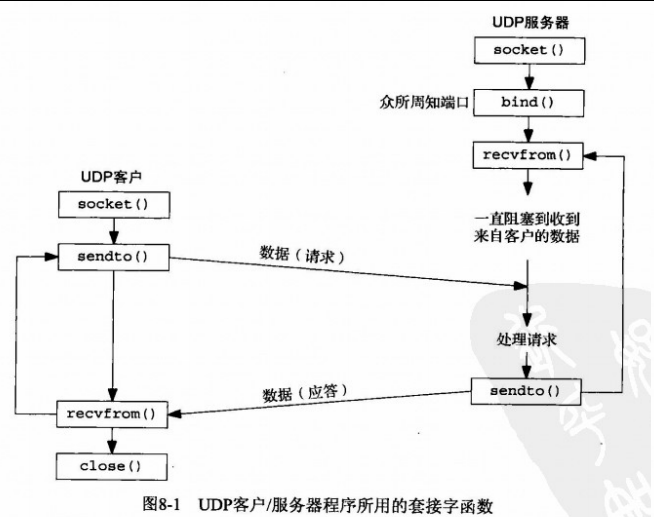 UDP服务器
socket()
众所周知端口
bind()
recvfrom()
UDP客户
socket()
一直阻塞到收到
来自客户的数据
sendto()
数据（请求）
处理请求
sendto()
数据（应答）
recvfrom()
close()
图8-1 UDP客户/服务器程序所用的套接字函数